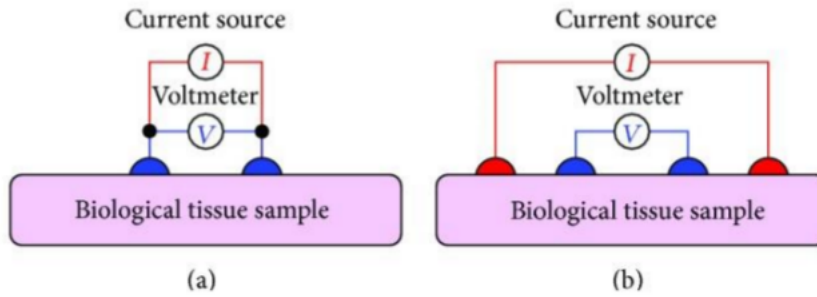 Current source
I
Voltmeter
V
Biological tissue sample
(a)
Current source
I
Voltmeter
V
Biological tissue sample
(b)